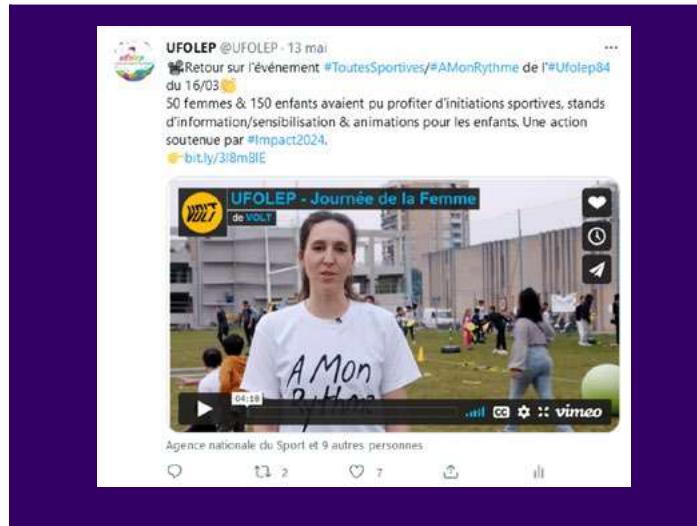 UFOLEP @UFOLEP · 13 mai
Retour sur l'événement #ToutesSportives/#AMonRythme de l'#Ufolep84
du 16/03
50 femmes & 150 enfants avaient pu profiter d'initiations sportives, stands
d'information/sensibilisation & animations pour les enfants. Une action
soutenue par #Impact2024.
UFOLEP - Journée de la Femme
VOLT
de VOLT
A Mon
Rythme
04:18
CC
vimeo
Agence nationale du Sport et 9 autres personnes
2
7